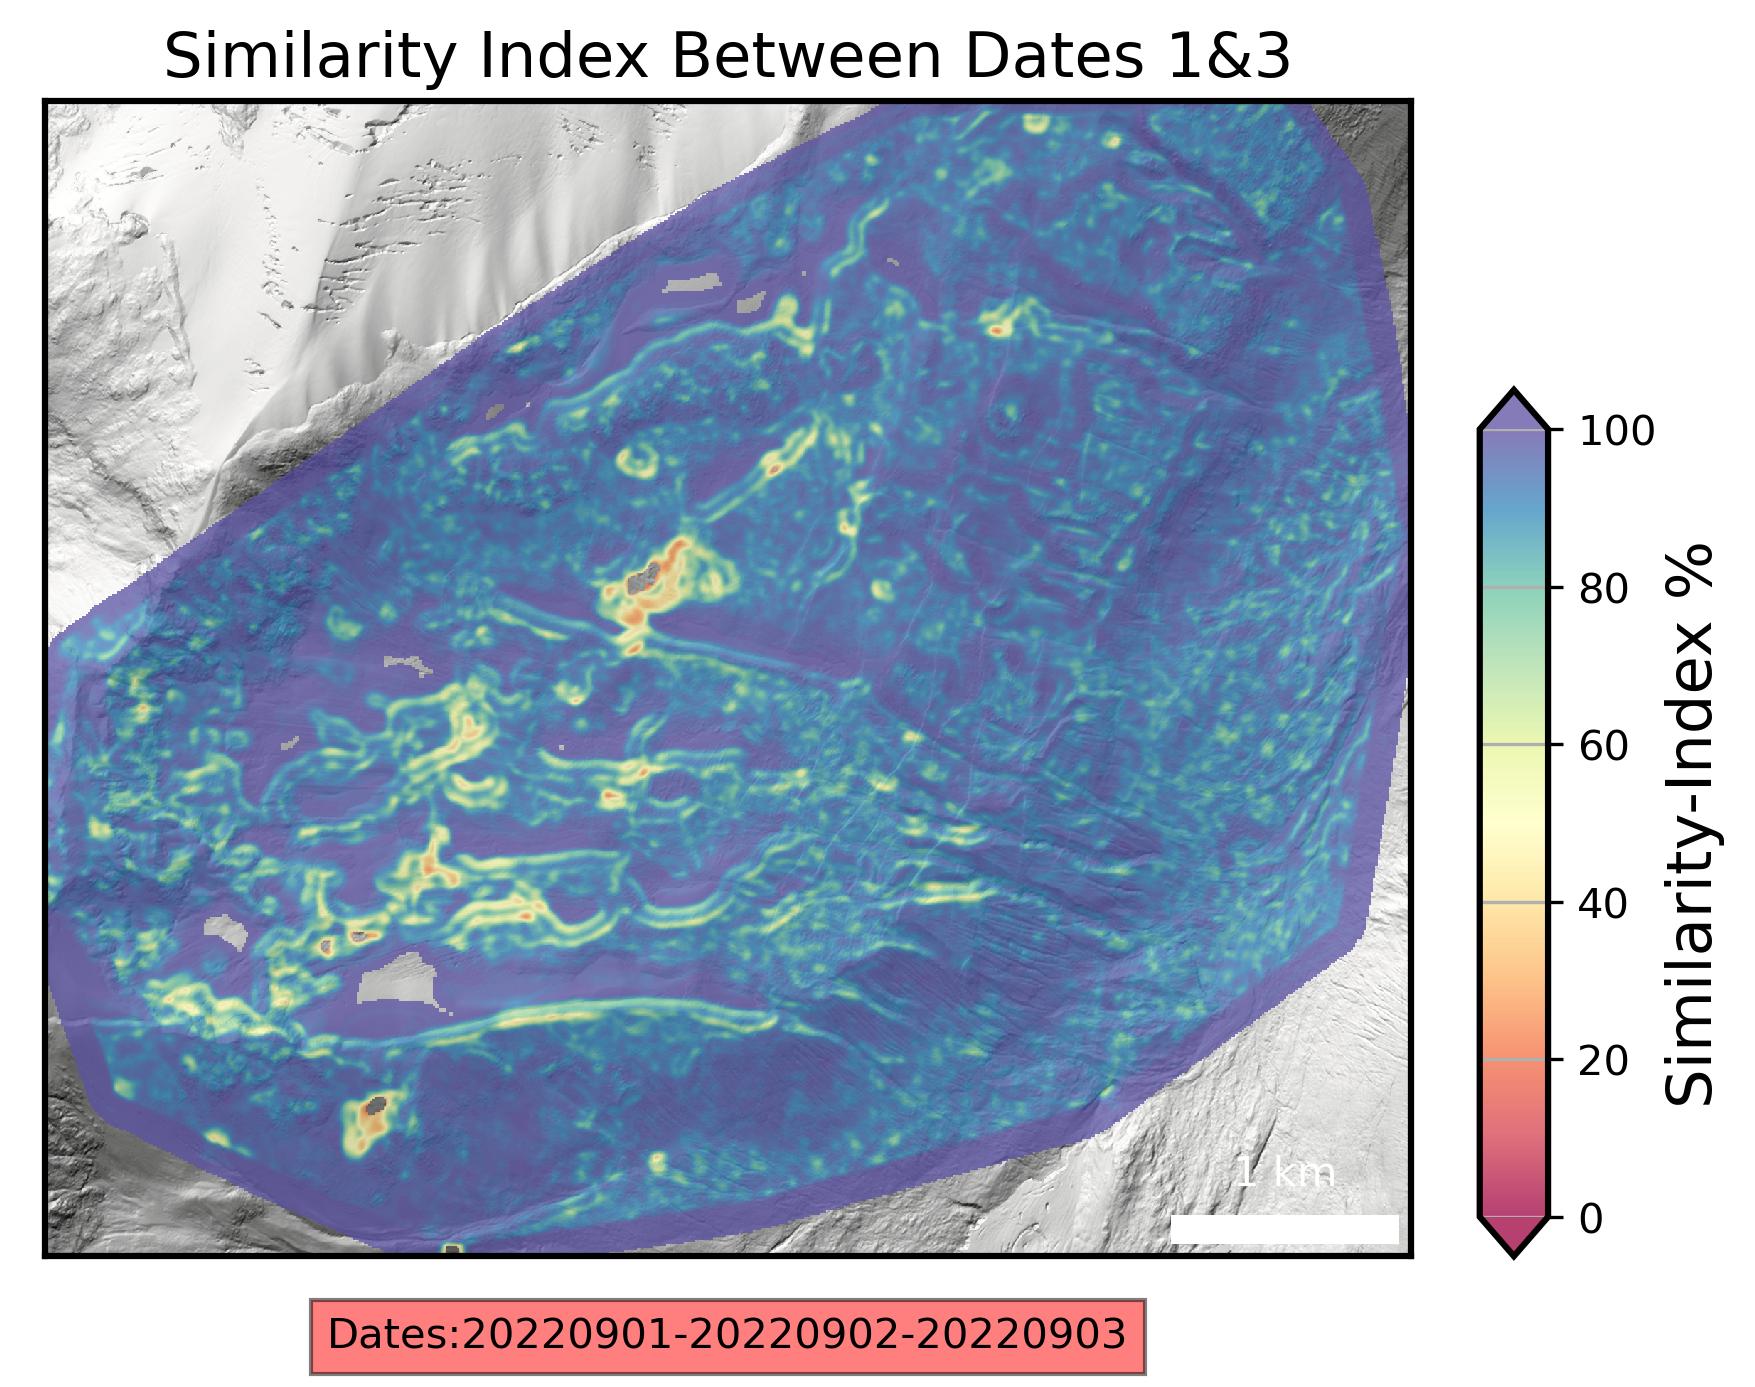 Similarity Index Between Dates 1&3
100
80
60
40
20
0
Similarity-Index %
1 km
Dates:20220901-20220902-20220903